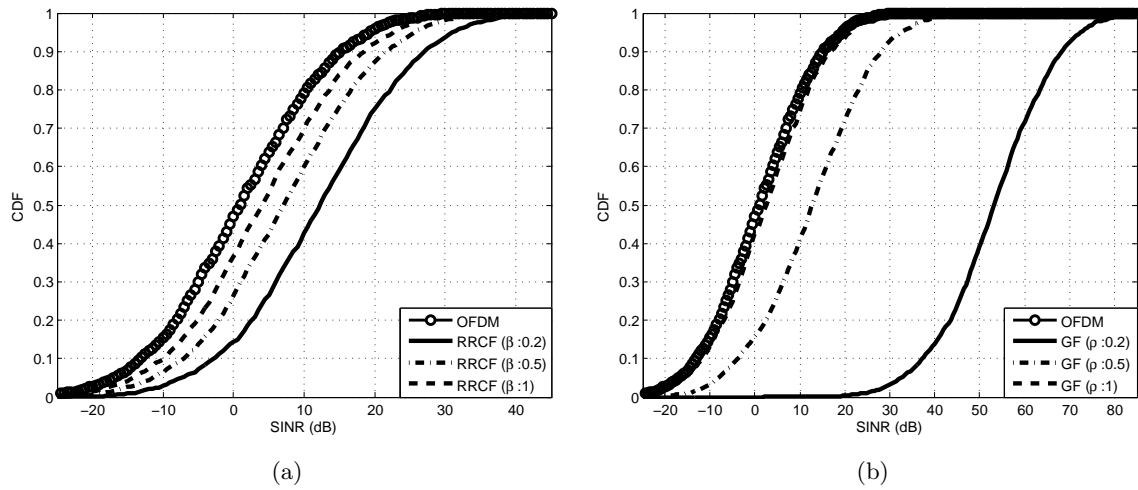 1
0.9
0.8
0.7
0.6
0.5
0.4
0.3
0.2
0.1
0
CDF
−20 −10 0 10 20 30 40
SINR (dB)
OFDM
RRCF (β :0.2)
RRCF (β :0.5)
RRCF (β :1)
(a)
1
0.9
0.8
0.7
0.6
0.5
0.4
0.3
0.2
0.1
0
CDF
−20 −10 0 10 20 30 40 50 60 70 80
SINR (dB)
OFDM
GF (ρ :0.2)
GF (ρ :0.5)
GF (ρ :1)
(b)